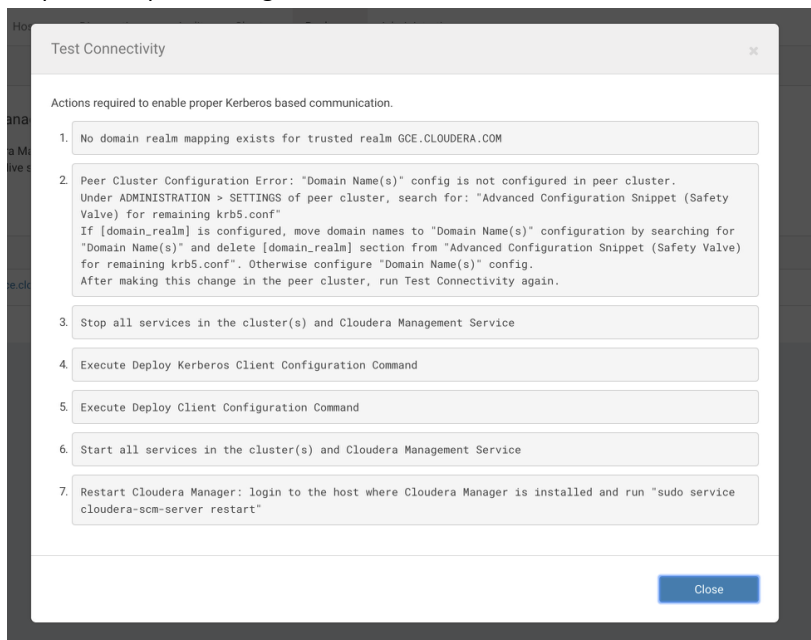 Test Connectivity
×
Actions required to enable proper Kerberos based communication.
1. No domain realm mapping exists for trusted realm GCE.CLOUDERA.COM
2. Peer Cluster Configuration Error: "Domain Name(s)" config is not configured in peer cluster.
Under ADMINISTRATION > SETTINGS of peer cluster, search for: "Advanced Configuration Snippet (Safety
Valve) for remaining krb5.conf"
If [domain_realm] is configured, move domain names to "Domain Name(s)" configuration by searching for
"Domain Name(s)" and delete [domain_realm] section from "Advanced Configuration Snippet (Safety Valve)
for remaining krb5.conf". Otherwise configure "Domain Name(s)" config.
After making this change in the peer cluster, run Test Connectivity again.
3. Stop all services in the cluster(s) and Cloudera Management Service
4. Execute Deploy Kerberos Client Configuration Command
5. Execute Deploy Client Configuration Command
6. Start all services in the cluster(s) and Cloudera Management Service
7. Restart Cloudera Manager: login to the host where Cloudera Manager is installed and run "sudo service
cloudera-scm-server restart"
Close